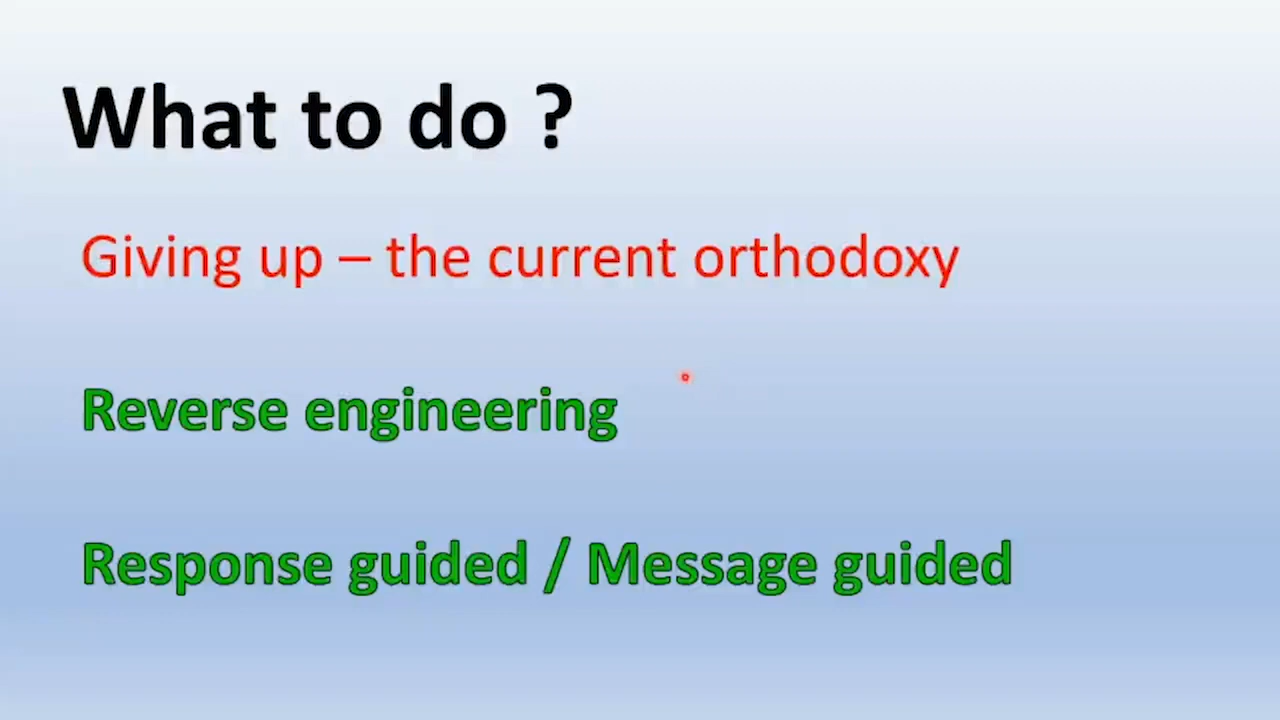 What to do ?
Giving up – the current orthodoxy
Reverse engineering
Response guided / Message guided